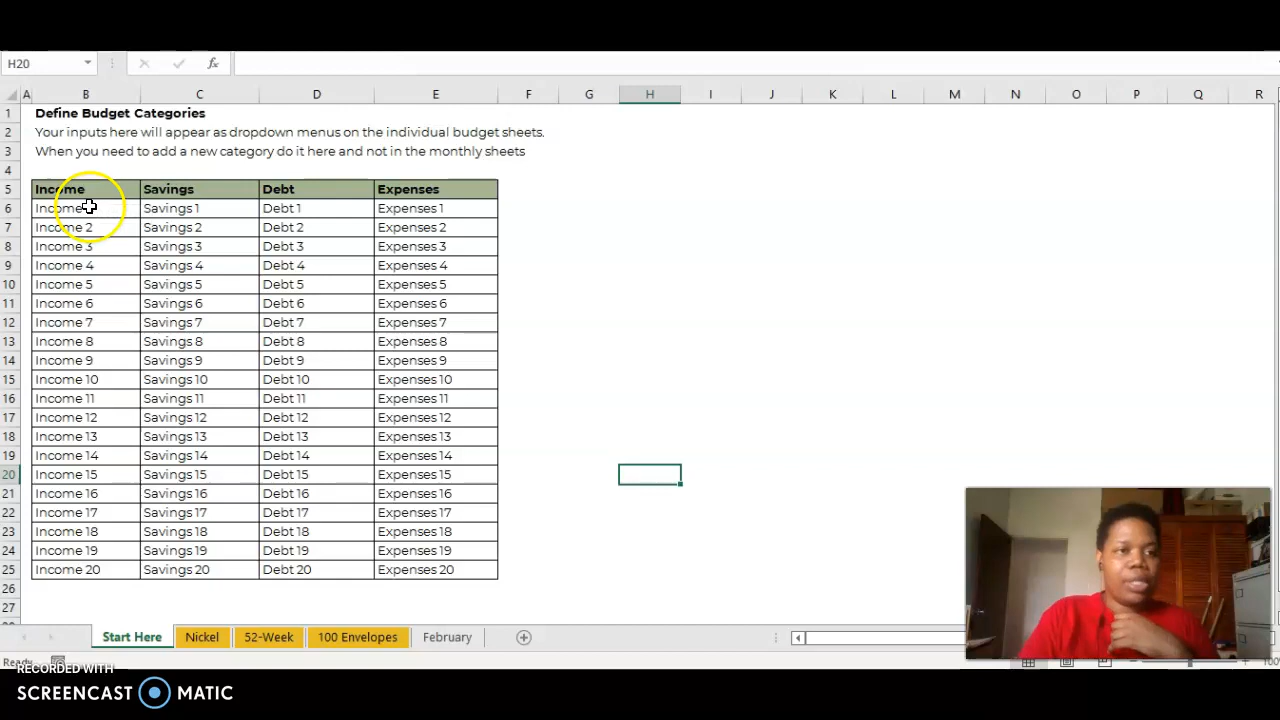 H20
fx
A B C D E F G H I J K L M N O P Q R
1 Define Budget Categories
2 Your inputs here will appear as dropdown menus on the individual budget sheets.
3 When you need to add a new category do it here and not in the monthly sheets
4
5 Income Savings Debt Expenses
6 Income Savings 1 Debt 1 Expenses 1
7 Income 2 Savings 2 Debt 2 Expenses 2
8 Income 3 Savings 3 Debt 3 Expenses 3
9 Income 4 Savings 4 Debt 4 Expenses 4
10 Income 5 Savings 5 Debt 5 Expenses 5
11 Income 6 Savings 6 Debt 6 Expenses 6
12 Income 7 Savings 7 Debt 7 Expenses 7
13 Income 8 Savings 8 Debt 8 Expenses 8
14 Income 9 Savings 9 Debt 9 Expenses 9
15 Income 10 Savings 10 Debt 10 Expenses 10
16 Income 11 Savings 11 Debt 11 Expenses 11
17 Income 12 Savings 12 Debt 12 Expenses 12
18 Income 13 Savings 13 Debt 13 Expenses 13
19 Income 14 Savings 14 Debt 14 Expenses 14
20 Income 15 Savings 15 Debt 15 Expenses 15
21 Income 16 Savings 16 Debt 16 Expenses 16
22 Income 17 Savings 17 Debt 17 Expenses 17
23 Income 18 Savings 18 Debt 18 Expenses 18
24 Income 19 Savings 19 Debt 19 Expenses 19
25 Income 20 Savings 20 Debt 20 Expenses 20
26
27
Start Here Nickel 52-Week 100 Envelopes February
RECORDED WITH
SCREENCAST MATIC